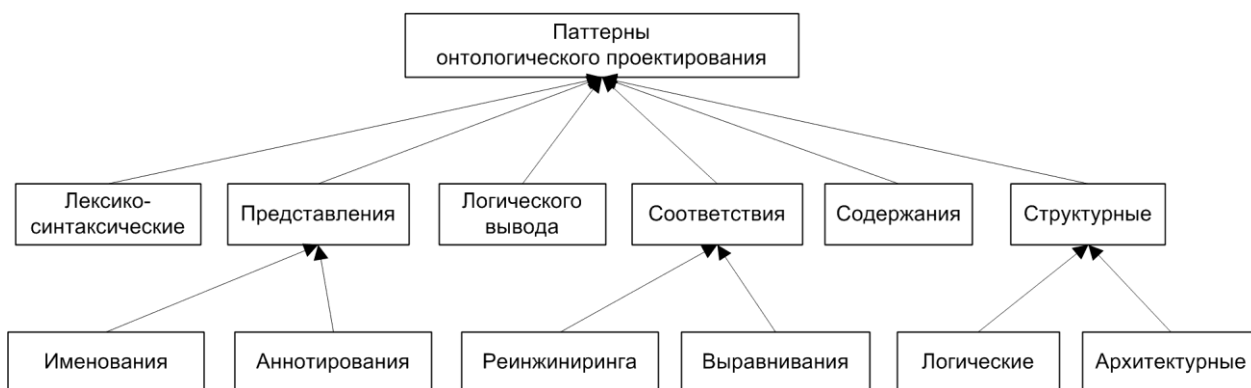 Паттерны
онтологического проектирования
Лексико-
синтаксические
Представления
Логического
вывода
Соответствия
Содержания
Структурные
Именования
Аннотирования
Реинжиниринга
Выравнивания
Логические
Архитектурные